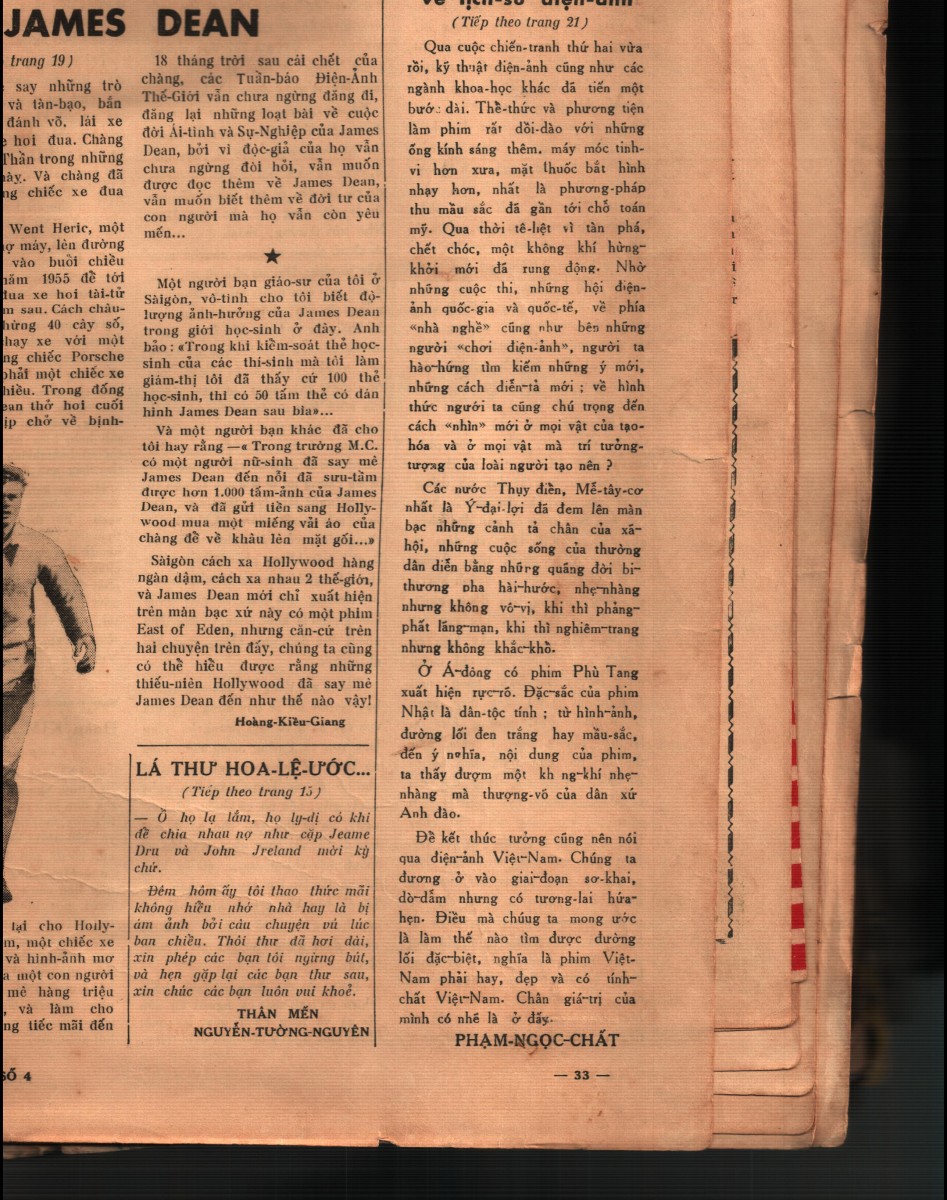 JAMES DEAN
trang 19)
say những trò
và tàn-bạo, bắn
đánh võ, lái xe
hơi đua. Chàng
Thần trong những
này. Và chàng đã
chiếc xe đua
Went Heric, một
máy, lên đường
vào buổi chiều
năm 1955 để tới
đua xe hơi tài-tử
sau. Cách châu-
chừng 40 cây số,
chạy xe với một
chiếc Porsche
phải một chiếc xe
nhiều. Trong đống
thở hơi cuối
chở về bịnh-
lại cho Holly-
một chiếc xe
và hình-ảnh mơ
một con người
mê hàng triệu
, và làm cho
tiếc mãi đến
SỐ 4
18 tháng trời sau cái chết của
chàng, các Tuần-báo Điện-Ảnh
Thế-Giới vẫn chưa ngừng đăng đi,
đăng lại những loạt bài về cuộc
đời Ái-tình và Sự-Nghiệp của James
Dean, bởi vì độc-giả của họ vẫn
chưa ngừng đòi hỏi, vẫn muốn
được đọc thêm về James Dean,
vẫn muốn biết thêm về đời tư của
con người mà họ vẫn còn yêu
mến...
★
Một người bạn giáo-sư của tôi ở
Sàigòn, vô-tình cho tôi biết độ-
lượng ảnh-hưởng của James Dean
trong giới học-sinh ở đây. Anh
bảo : «Trong khi kiểm-soát thẻ học-
sinh của các thí-sinh mà tôi làm
giám-thị tôi đã thấy cứ 100 thẻ
học-sinh, thì có 50 tấm thẻ có dán
hình James Dean sau bìa»...
Và một người bạn khác đã cho
tôi hay rằng —« Trong trường M.C.
có một người nữ-sinh đã say mê
James Dean đến nỗi đã sưu-tầm
được hơn 1.000 tấm-ảnh của James
Dean, và đã gửi tiền sang Holly-
wood mua một miếng vải áo của
chàng để về khâu lên mặt gối...»
Sàigòn cách xa Hollywood hàng
ngàn dậm, cách xa nhau 2 thế-giới,
và James Dean mới chỉ xuất hiện
trên màn bạc xứ này có một phim
East of Eden, nhưng căn-cứ trên
hai chuyện trên đấy, chúng ta cũng
có thể hiểu được rằng những
thiếu-niên Hollywood đã say mê
James Dean đến như thế nào vậy!
Hoàng-Kiều-Giang
LÁ THƯ HOA-LỆ-ƯỚC...
(Tiếp theo trang 15)
— Ồ họ lạ lắm, họ ly-dị có khi
để chia nhau nợ như cặp Jeame
Dru và John Jreland mới kỳ
chứ.
Đêm hôm ấy tôi thao thức mãi
không hiểu nhớ nhà hay là bị
ám ảnh bởi câu chuyện vũ lúc
ban chiều. Thôi thư đã hơi dài,
xin phép các bạn tôi ngừng bút,
và hẹn gặp lại các bạn thư sau,
xin chúc các bạn luôn vui khoẻ.
THÂN MẾN
NGUYỄN-TƯỜNG-NGUYÊN
về lịch-sử điện-ảnh
(Tiếp theo trang 21)
Qua cuộc chiến-tranh thứ hai vừa
rồi, kỹ thuật điện-ảnh cũng như các
ngành khoa-học khác đã tiến một
bước dài. Thể-thức và phương tiện
làm phim rất dồi-dào với những
ống kính sáng thêm, máy móc tinh-
vi hơn xưa, mặt thuốc bắt hình
nhạy hơn, nhất là phương-pháp
thu mầu sắc đã gần tới chỗ toán
mỹ. Qua thời tê-liệt vì tàn phá,
chết chóc, một không khí hứng-
khởi mới đã rung động. Nhờ
những cuộc thi, những hội điện-
ảnh quốc-gia và quốc-tế, về phía
«nhà nghề» cũng như bên những
người «chơi điện-ảnh», người ta
hào-hứng tìm kiếm những ý mới,
những cách diễn-tả mới ; về hình
thức người ta cũng chú trọng đến
cách «nhìn» mới ở mọi vật của tạo-
hóa và ở mọi vật mà trí tưởng-
tượng của loài người tạo nên ?
Các nước Thụy điển, Mễ-tây-cơ
nhất là Ý-đại-lợi đã đem lên màn
bạc những cảnh tả chân của xã-
hội, những cuộc sống của thường
dân diễn bằng những quãng đời bi-
thương pha hài-hước, nhẹ-nhàng
nhưng không vô-vị, khi thì phảng-
phất lãng-mạn, khi thì nghiêm-trang
nhưng không khắc-khổ.
Ở Á-đông có phim Phù Tang
xuất hiện rực-rỡ. Đặc-sắc của phim
Nhật là dân-tộc tính ; từ hình-ảnh,
đường lối đen trắng hay mầu-sắc,
đến ý nghĩa, nội dung của phim,
ta thấy đượm một kh ng-khí nhẹ-
nhàng mà thượng-võ của dân xứ
Anh đào.
Để kết thúc tưởng cũng nên nói
qua điện-ảnh Việt-Nam. Chúng ta
đương ở vào giai-đoạn sơ-khai,
dò-dẫm nhưng có tương-lai hứa-
hẹn. Điều mà chúug ta mong ước
là làm thế nào tìm được đường
lối đặc-biệt, nghĩa là phim Việt-
Nam phải hay, đẹp và có tính-
chất Việt-Nam. Chân giá-trị của
mình có nhẽ là ở đấy.
PHẠM-NGỌC-CHẤT
— 33 —